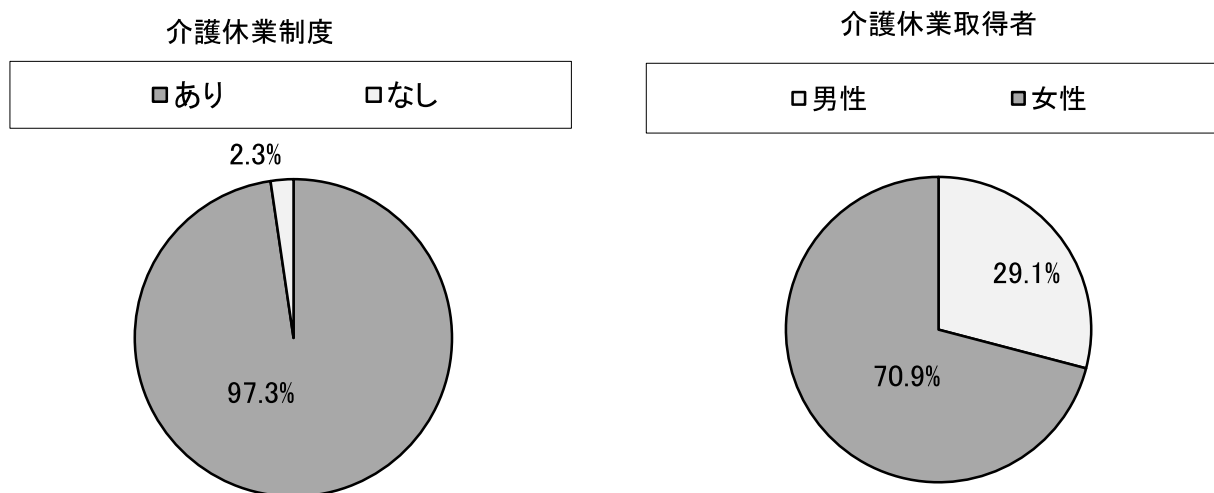 介護休業制度
あり なし
2.3%
97.3%
介護休業取得者
男性 女性
29.1%
70.9%